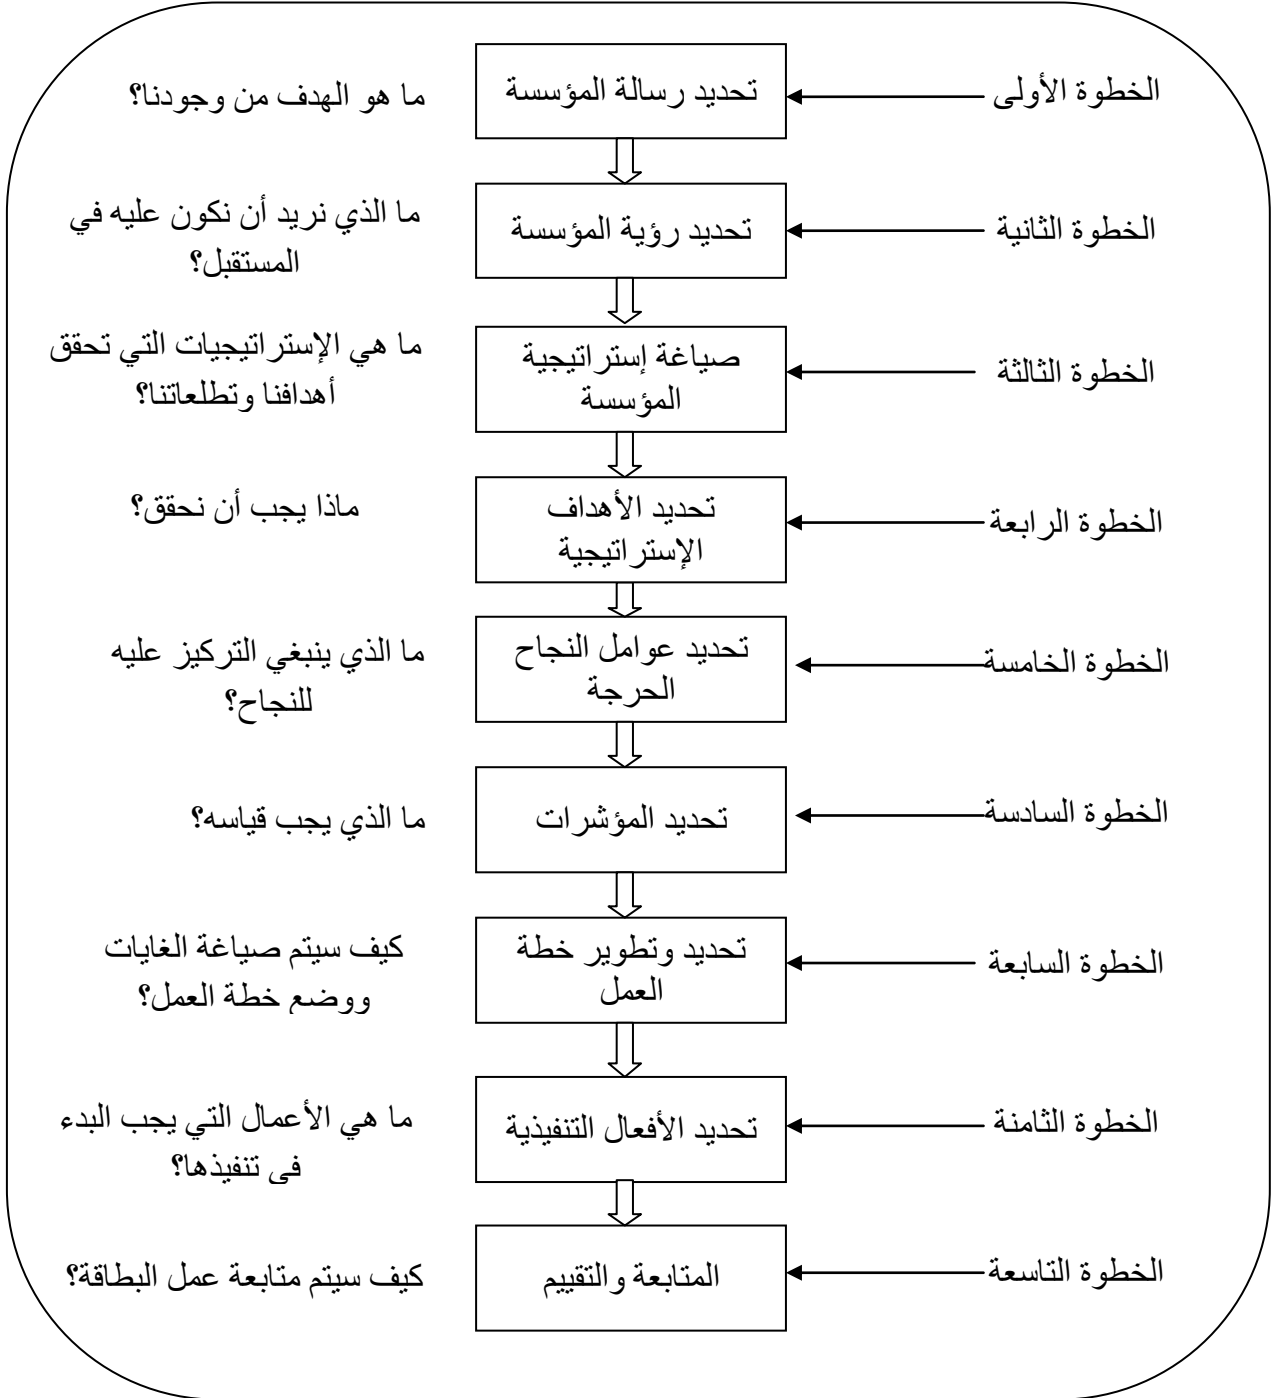 الخطوة الأولى
تحديد رسالة المؤسسة
ما هو الهدف من وجودنا؟
الخطوة الثانية
تحديد رؤية المؤسسة
ما الذي نريد أن نكون عليه في
المستقبل؟
الخطوة الثالثة
صياغة إستراتيجية
المؤسسة
ما هي الإستراتيجيات التي تحقق
أهدافنا وتطلعاتنا؟
الخطوة الرابعة
تحديد الأهداف
الإستراتيجية
ماذا يجب أن نحقق؟
الخطوة الخامسة
تحديد عوامل النجاح
الحرجة
ما الذي ينبغي التركيز عليه
للنجاح؟
الخطوة السادسة
تحديد المؤشرات
ما الذي يجب قياسه؟
الخطوة السابعة
تحديد وتطوير خطة
العمل
كيف سيتم صياغة الغايات
ووضع خطة العمل؟
الخطوة الثامنة
تحديد الأفعال التنفيذية
ما هي الأعمال التي يجب البدء
في تنفيذها؟
الخطوة التاسعة
المتابعة والتقييم
كيف سيتم متابعة عمل البطاقة؟